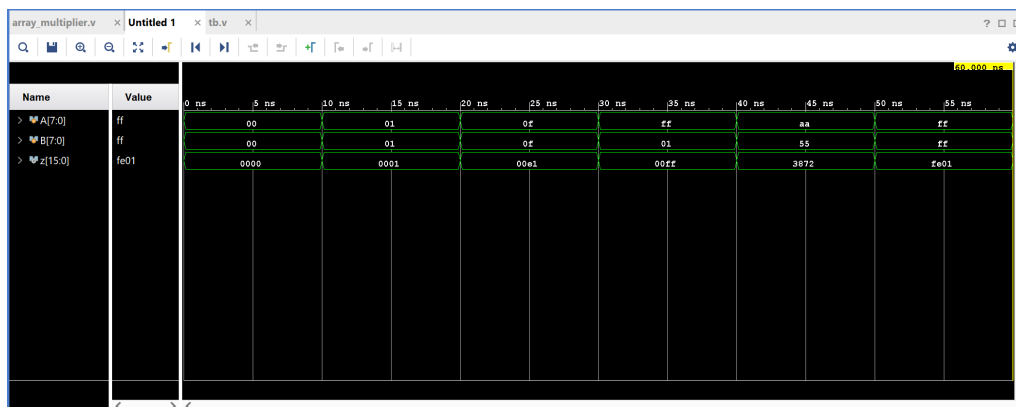 array_multiplier.v × Untitled 1 × tb.v ×
?
60.000 ns
Name Value
0 ns 5 ns 10 ns 15 ns 20 ns 25 ns 30 ns 35 ns 40 ns 45 ns 50 ns 55 ns
> A[7:0] ff 00 01 0f ff aa ff
> B[7:0] ff 00 01 0f 01 55 ff
> z[15:0] fe01 0000 0001 00e1 00ff 3872 fe01